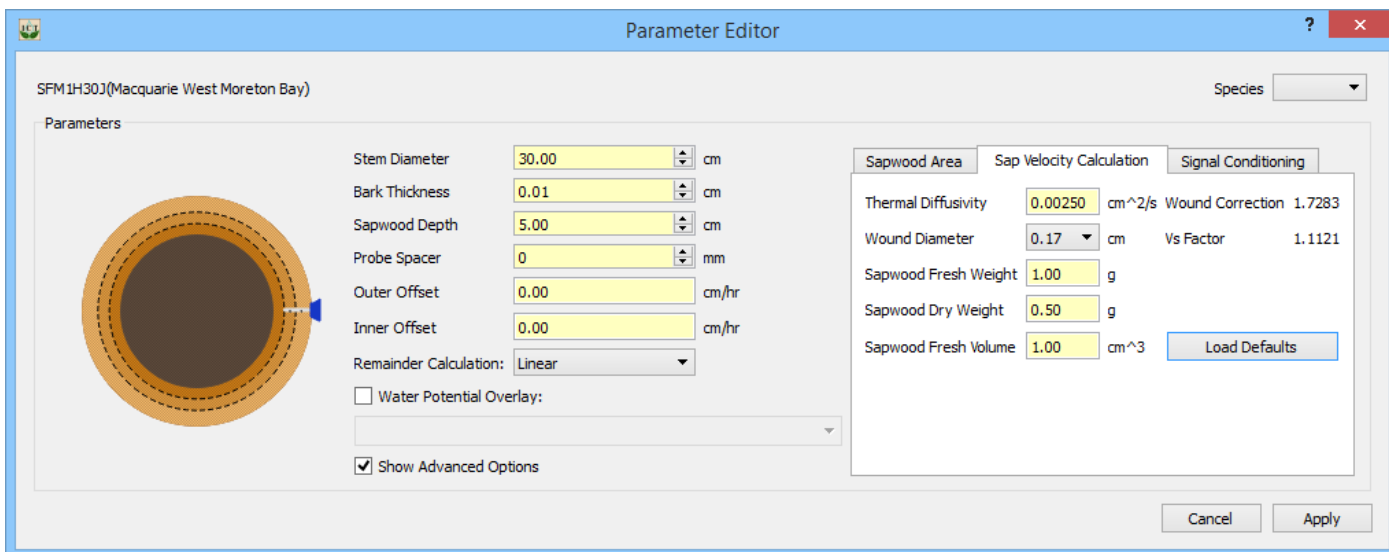 ICT
Parameter Editor
?
×
SFM1H30J(Macquarie West Moreton Bay)
Species
Parameters
Stem Diameter 30.00 cm
Bark Thickness 0.01 cm
Sapwood Depth 5.00 cm
Probe Spacer 0 mm
Outer Offset 0.00 cm/hr
Inner Offset 0.00 cm/hr
Remainder Calculation: Linear
Water Potential Overlay:
Show Advanced Options
Sapwood Area Sap Velocity Calculation Signal Conditioning
Thermal Diffusivity 0.00250 cm^2/s Wound Correction 1.7283
Wound Diameter 0.17 cm Vs Factor 1.1121
Sapwood Fresh Weight 1.00 g
Sapwood Dry Weight 0.50 g
Sapwood Fresh Volume 1.00 cm^3 Load Defaults
Cancel Apply